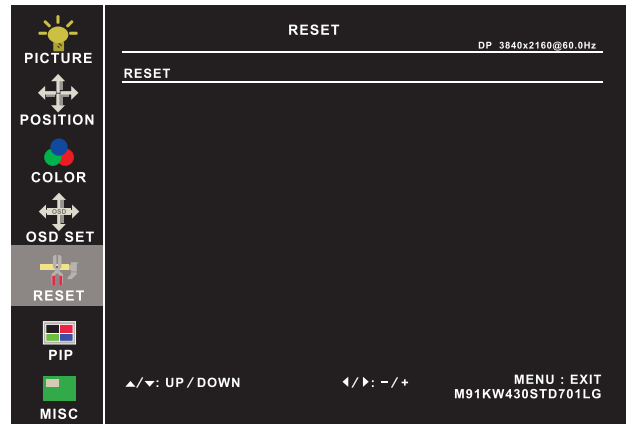 RESET
DP 3840x2160@60.0Hz
RESET
PICTURE
POSITION
COLOR
OSD
OSD SET
RESET
PIP
MISC
▲/▼: UP / DOWN
◀/▶: - / +
MENU : EXIT
M91KW430STD701LG